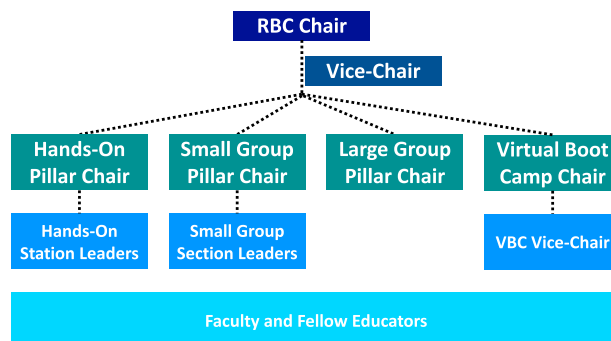 RBC Chair
Vice-Chair
Hands-On
Pillar Chair
Small Group
Pillar Chair
Large Group
Pillar Chair
Virtual Boot
Camp Chair
Hands-On
Station Leaders
Small Group
Section Leaders
VBC Vice-Chair
Faculty and Fellow Educators